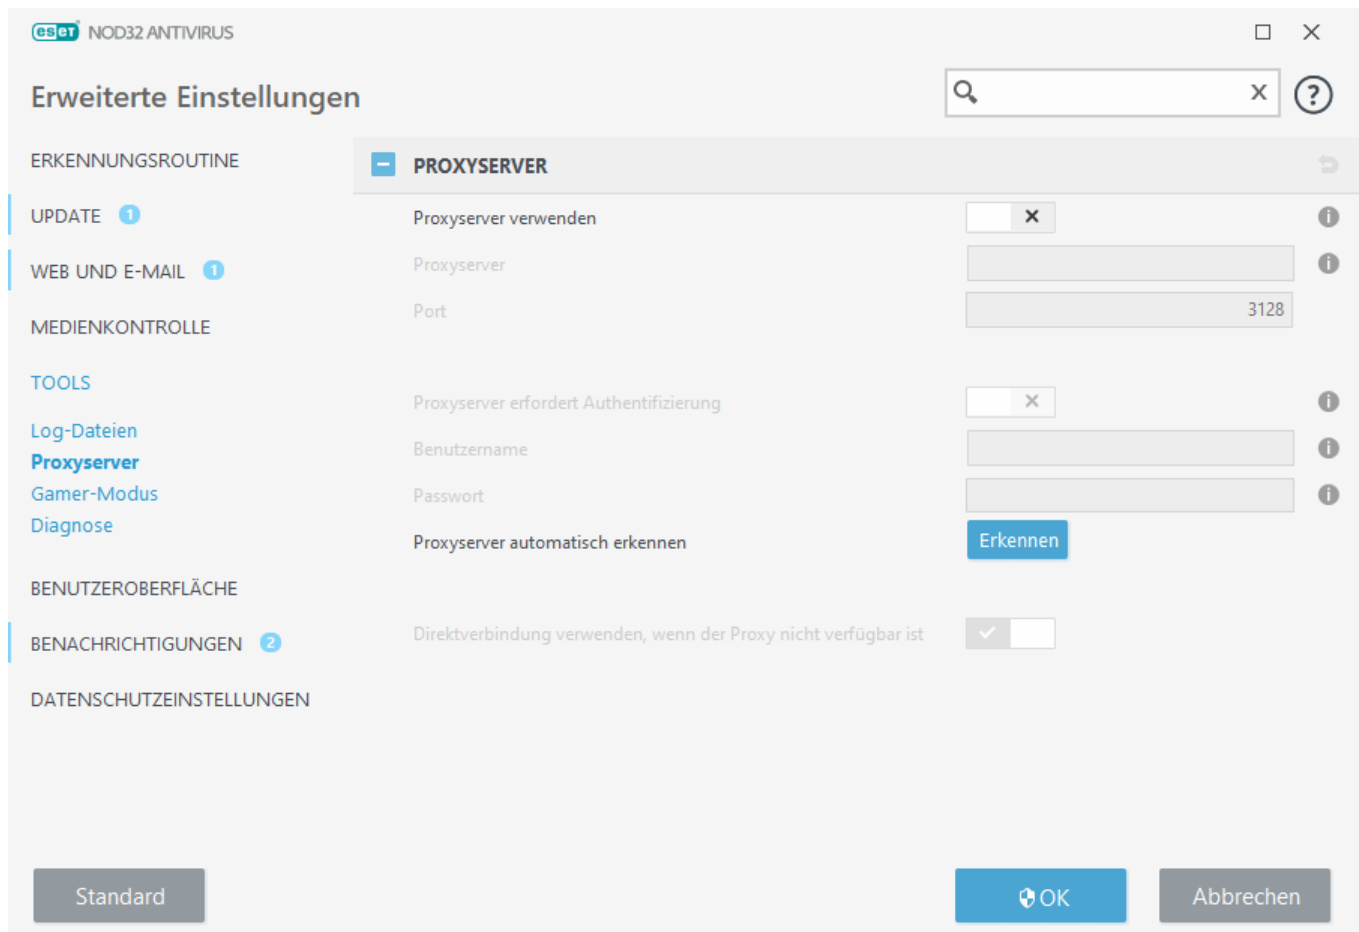 eset NOD32 ANTIVIRUS
Erweiterte Einstellungen
x
?
ERKENNUNGSROUTINE
UPDATE 1
WEB UND E-MAIL 1
MEDIENKONTROLLE
TOOLS
Log-Dateien
Proxyserver
Gamer-Modus
Diagnose
BENUTZEROBERFLÄCHE
BENACHRICHTIGUNGEN 2
DATENSCHUTZEINSTELLUNGEN
PROXYSERVER
Proxyserver verwenden
Proxyserver
Port 3128
Proxyserver erfordert Authentifizierung
Benutzername
Passwort
Proxyserver automatisch erkennen Erkennen
Direktverbindung verwenden, wenn der Proxy nicht verfügbar ist
Standard OK Abbrechen